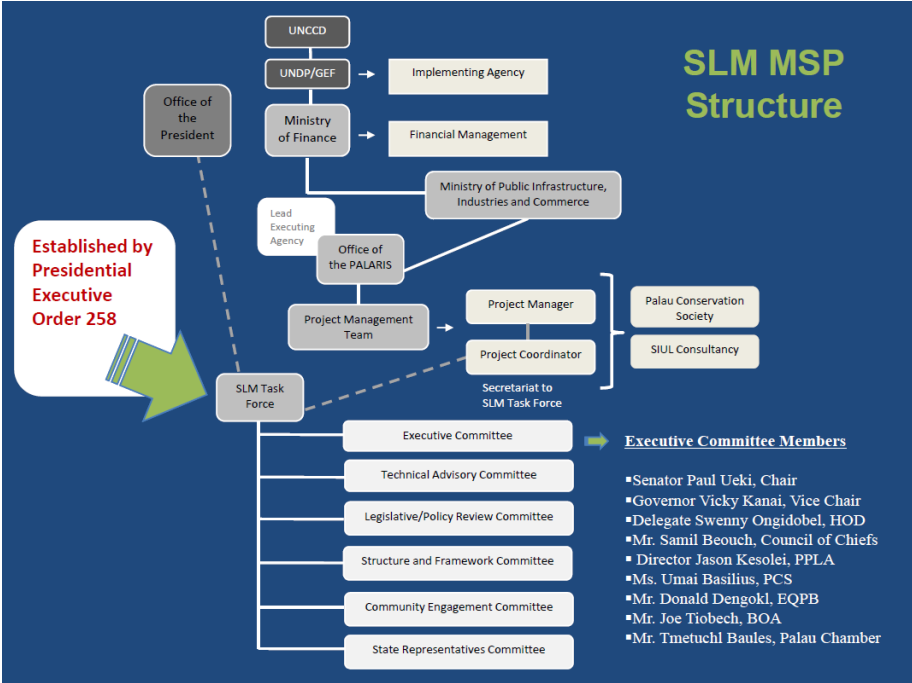 SLM MSP
Structure
UNCCD
UNDP/GEF
Implementing Agency
Office of
the
President
Ministry
of Finance
Financial Management
Ministry of Public Infrastructure,
Industries and Commerce
Lead
Executing
Agency
Office of
the PALARIS
Established by
Presidential
Executive
Order 258
Project Management
Team
Project Manager
Project Coordinator
Secretariat to
SLM Task Force
Palau Conservation
Society
SIUL Consultancy
SLM Task
Force
Executive Committee
Technical Advisory Committee
Legislative/Policy Review Committee
Structure and Framework Committee
Community Engagement Committee
State Representatives Committee
Executive Committee Members
▪Senator Paul Ueki, Chair
▪Governor Vicky Kanai, Vice Chair
▪Delegate Swenny Ongidobel, HOD
▪Mr. Samil Beouch, Council of Chiefs
▪ Director Jason Kesolei, PPLA
▪Ms. Umai Basilius, PCS
▪Mr. Donald Dengokl, EQPB
▪Mr. Joe Tiobech, BOA
▪Mr. Tmetuchl Baules, Palau Chamber